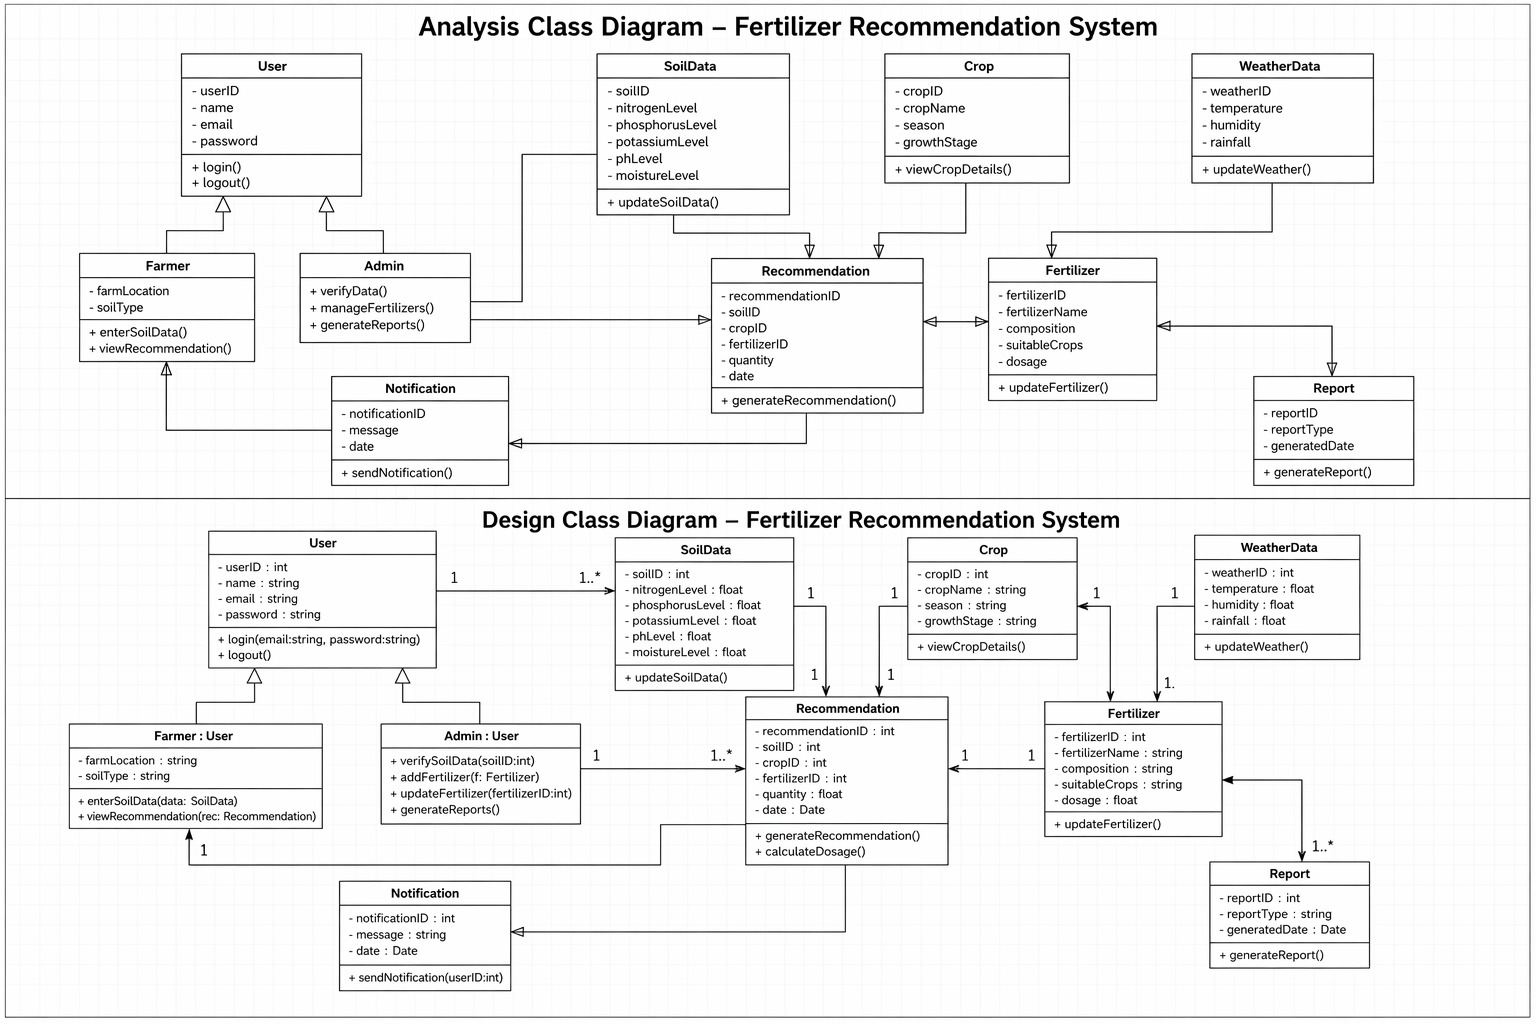 Analysis Class Diagram – Fertilizer Recommendation System
User
- userID
- name
- email
- password
+ login()
+ logout()
SoilData
- soilID
- nitrogenLevel
- phosphorusLevel
- potassiumLevel
- phLevel
- moistureLevel
+ updateSoilData()
Crop
- cropID
- cropName
- season
- growthStage
+ viewCropDetails()
WeatherData
- weatherID
- temperature
- humidity
- rainfall
+ updateWeather()
Farmer
- farmLocation
- soilType
+ enterSoilData()
+ viewRecommendation()
Admin
+ verifyData()
+ manageFertilizers()
+ generateReports()
Recommendation
- recommendationID
- soilID
- cropID
- fertilizerID
- quantity
- date
+ generateRecommendation()
Fertilizer
- fertilizerID
- fertilizerName
- composition
- suitableCrops
- dosage
+ updateFertilizer()
Notification
- notificationID
- message
- date
+ sendNotification()
Report
- reportID
- reportType
- generatedDate
+ generateReport()
Design Class Diagram – Fertilizer Recommendation System
User
- userID : int
- name : string
- email : string
- password : string
+ login(email:string, password:string)
+ logout()
1
1..*
SoilData
- soilID : int
- nitrogenLevel : float
- phosphorusLevel : float
- potassiumLevel : float
- phLevel : float
- moistureLevel : float
+ updateSoilData()
1
1
Crop
- cropID : int
- cropName : string
- season : string
- growthStage : string
+ viewCropDetails()
1
1
1
WeatherData
- weatherID : int
- temperature : float
- humidity : float
- rainfall : float
+ updateWeather()
1
1.
Farmer : User
- farmLocation : string
- soilType : string
+ enterSoilData(data: SoilData)
+ viewRecommendation(rec: Recommendation)
1
Admin : User
+ verifySoilData(soilID:int)
+ addFertilizer(f: Fertilizer)
+ updateFertilizer(fertilizerID:int)
+ generateReports()
1
1..*
Recommendation
- recommendationID : int
- soilID : int
- cropID : int
- fertilizerID : int
- quantity : float
- date : Date
+ generateRecommendation()
+ calculateDosage()
1
1
Fertilizer
- fertilizerID : int
- fertilizerName : string
- composition : string
- suitableCrops : string
- dosage : float
+ updateFertilizer()
1..*
Notification
- notificationID : int
- message : string
- date : Date
+ sendNotification(userID:int)
Report
- reportID : int
- reportType : string
- generatedDate : Date
+ generateReport()